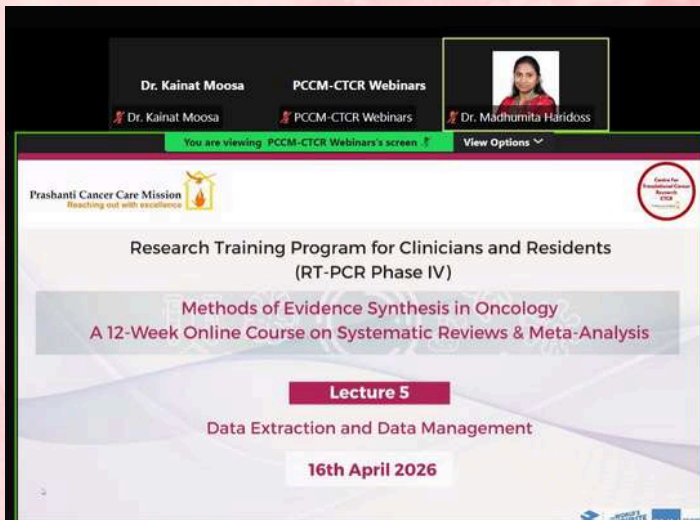 Dr. Kainat Moosa
PCCM-CTCR Webinars
Dr. Kainat Moosa
PCCM-CTCR Webinars
Dr. Madhumita Haridoss
You are viewing PCCM-CTCR Webinars's screen
View Options
Prashanti Cancer Care Mission
Reaching out with excellence
Centre for
Translational Cancer
Research
CTCR
Research Training Program for Clinicians and Residents
(RT-PCR Phase IV)
Methods of Evidence Synthesis in Oncology
A 12-Week Online Course on Systematic Reviews & Meta-Analysis
Lecture 5
Data Extraction and Data Management
16th April 2026